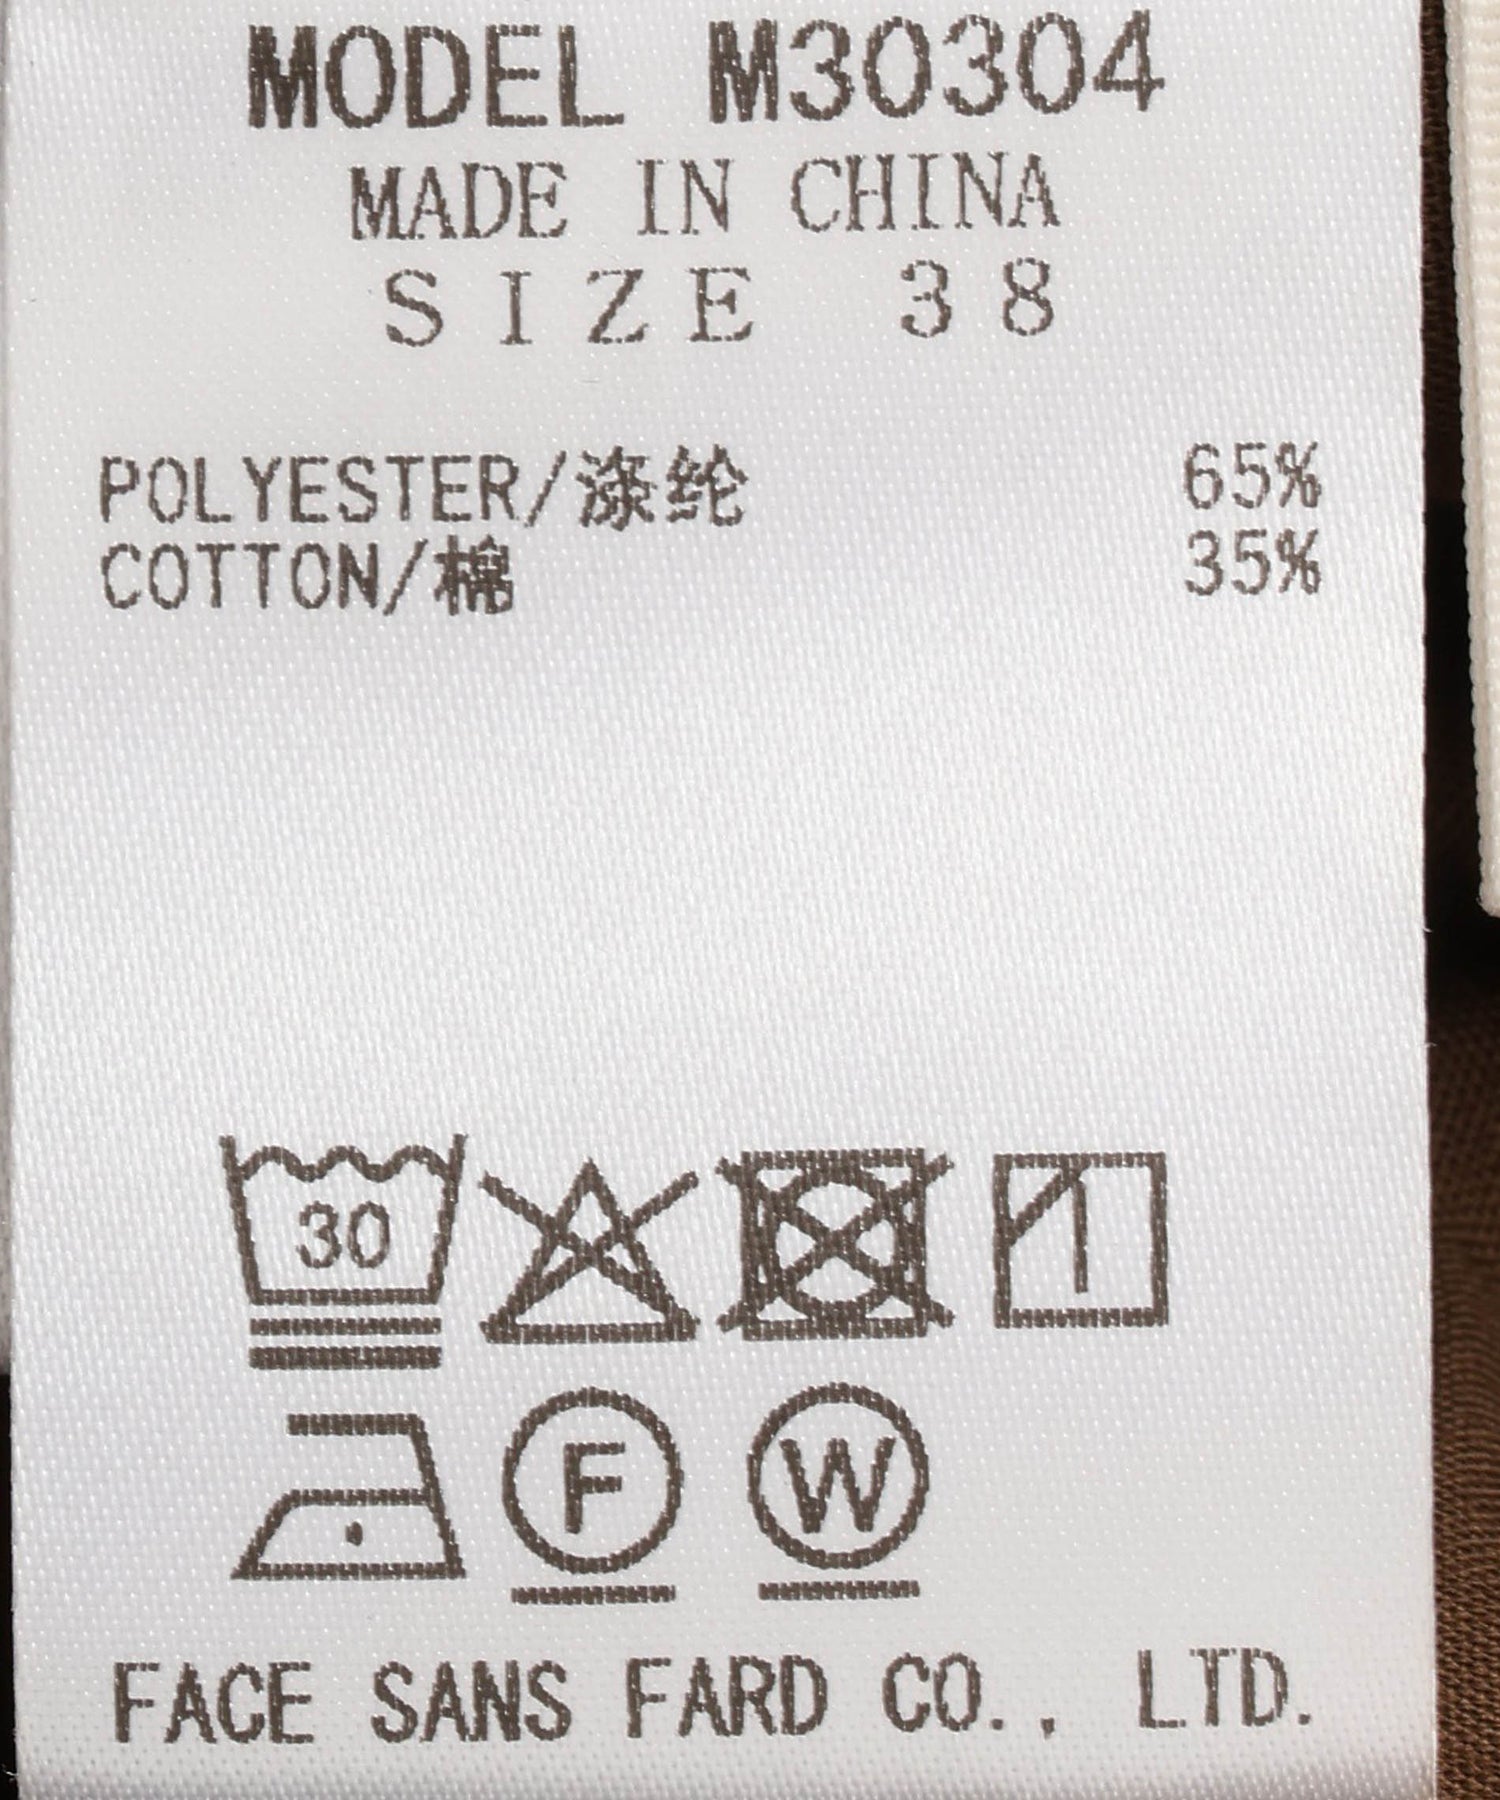 MODEL M30304
MADE IN CHINA
SIZE 38
POLYESTER/涤纶 65%
COTTON/棉 35%
30
F W
FACE SANS FARD CO., LTD.